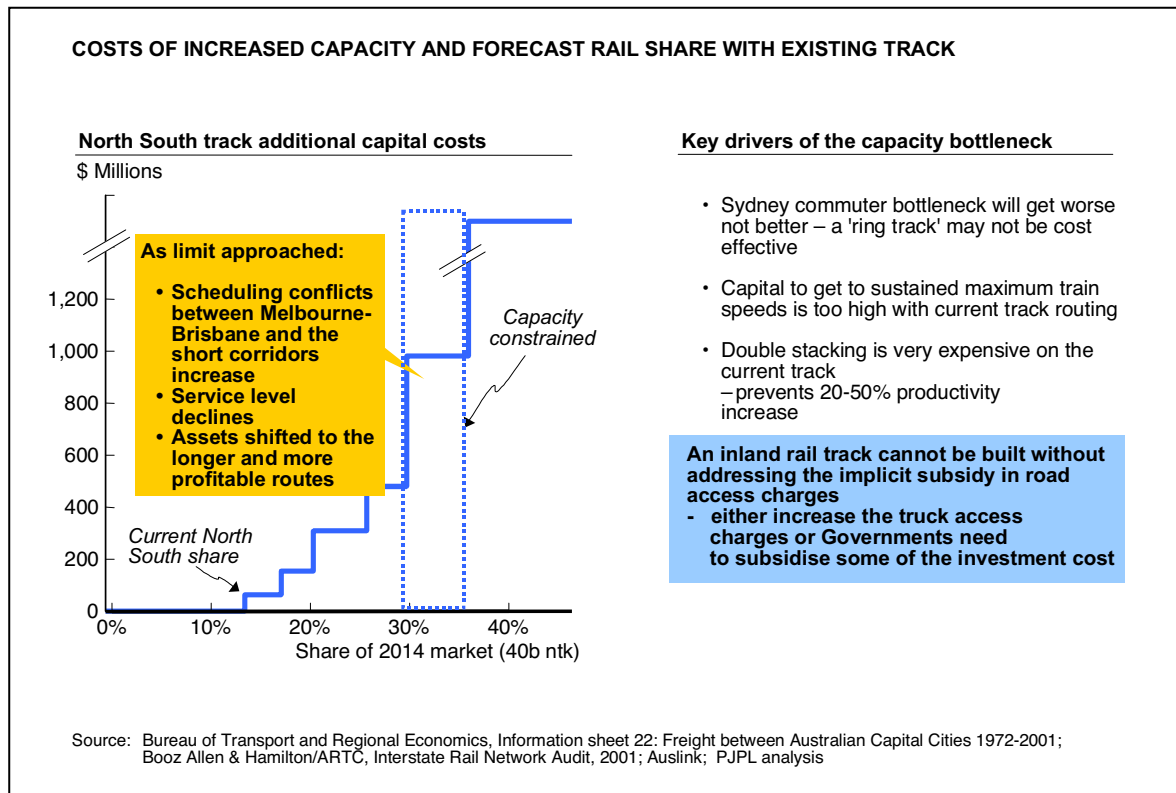 COSTS OF INCREASED CAPACITY AND FORECAST RAIL SHARE WITH EXISTING TRACK
North South track additional capital costs
$ Millions
1,200
1,000
800
600
400
200
0
As limit approached:
• Scheduling conflicts
between Melbourne-
Brisbane and the
short corridors
increase
• Service level
declines
• Assets shifted to the
longer and more
profitable routes
Capacity
constrained
Current North
South share
0%
10%
20%
30%
40%
Share of 2014 market (40b ntk)
Key drivers of the capacity bottleneck
• Sydney commuter bottleneck will get worse
not better – a 'ring track' may not be cost
effective
• Capital to get to sustained maximum train
speeds is too high with current track routing
• Double stacking is very expensive on the
current track
– prevents 20-50% productivity
increase
An inland rail track cannot be built without
addressing the implicit subsidy in road
access charges
- either increase the truck access
charges or Governments need
to subsidise some of the investment cost
Source: Bureau of Transport and Regional Economics, Information sheet 22: Freight between Australian Capital Cities 1972-2001;
Booz Allen & Hamilton/ARTC, Interstate Rail Network Audit, 2001; Auslink; PJPL analysis